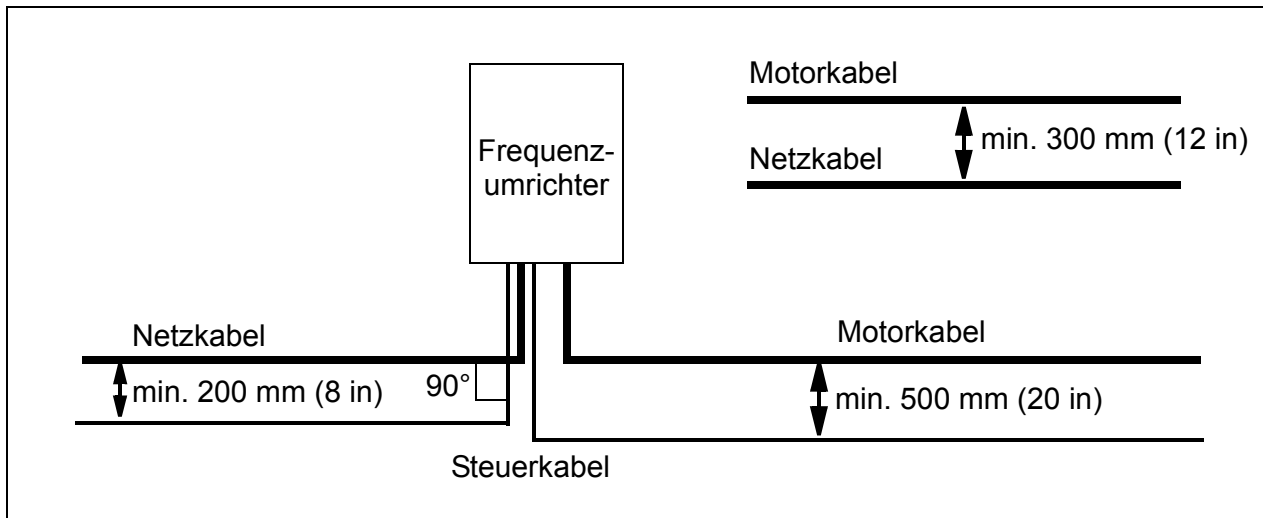 Frequenz-
umrichter
Motorkabel
min. 300 mm (12 in)
Netzkabel
Netzkabel
min. 200 mm (8 in)
90°
Motorkabel
min. 500 mm (20 in)
Steuerkabel